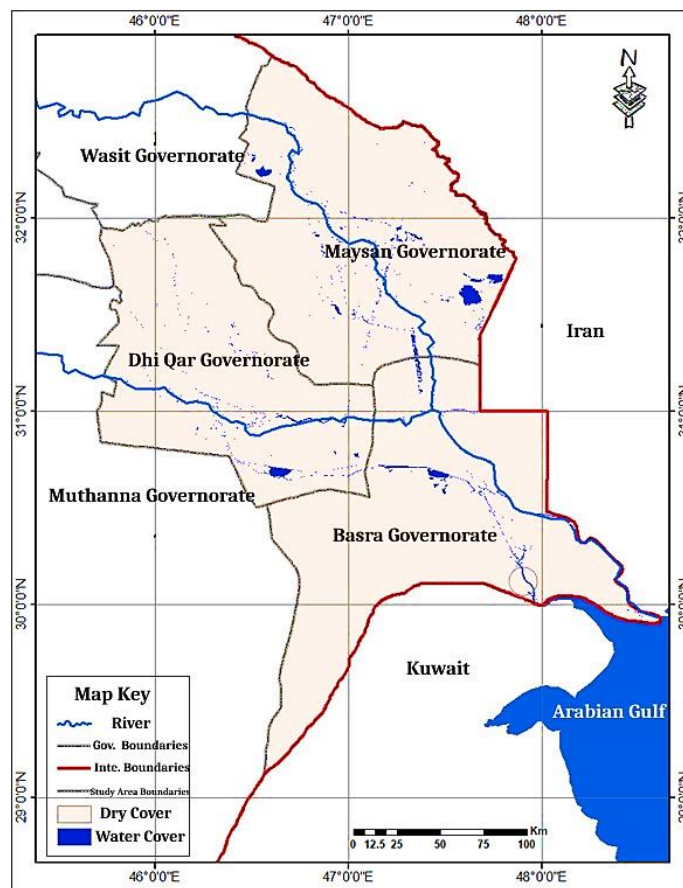 46°0'0"E 47°0'0"E 48°0'0"E
N
Wasit Governorate
32°0'0"N
Maysan Governorate
Iran
Dhi Qar Governorate
31°0'0"N
Muthanna Governorate
Basra Governorate
30°0'0"N
Kuwait
Arabian Gulf
Map Key
River
Gov. Boundaries
Inte. Boundaries
Study Area Boundaries
Dry Cover
Water Cover
29°0'0"N
Km
0 12.5 25 50 75 100
46°0'0"E 47°0'0"E 48°0'0"E